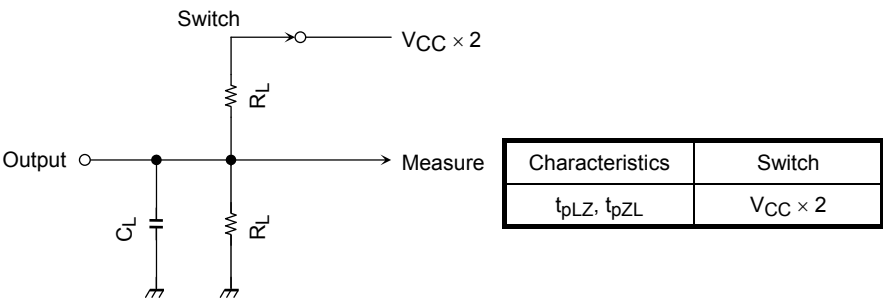 Switch
VCC × 2
RL
Output
Measure
CL
RL
Characteristics Switch
tpLZ, tpZL VCC × 2